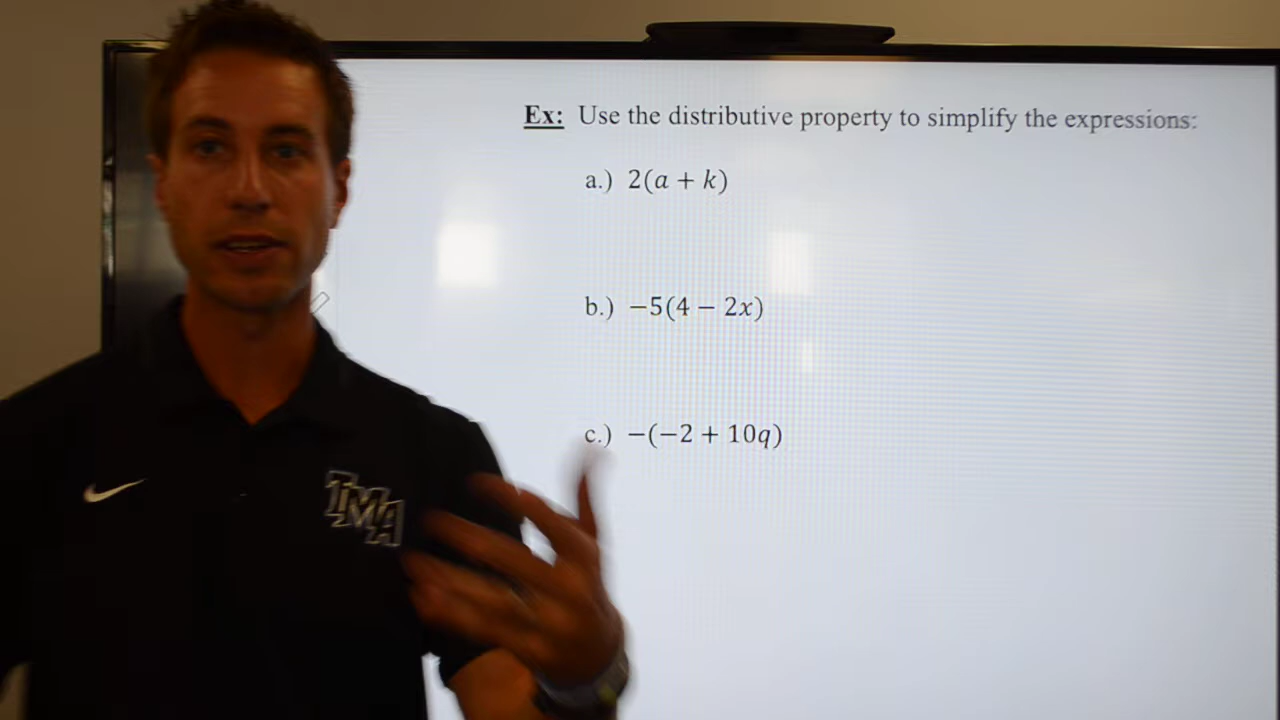 Ex: Use the distributive property to simplify the expressions:
a.) 2(a + k)
b.) −5(4 − 2x)
c.) −(−2 + 10q)
TMA